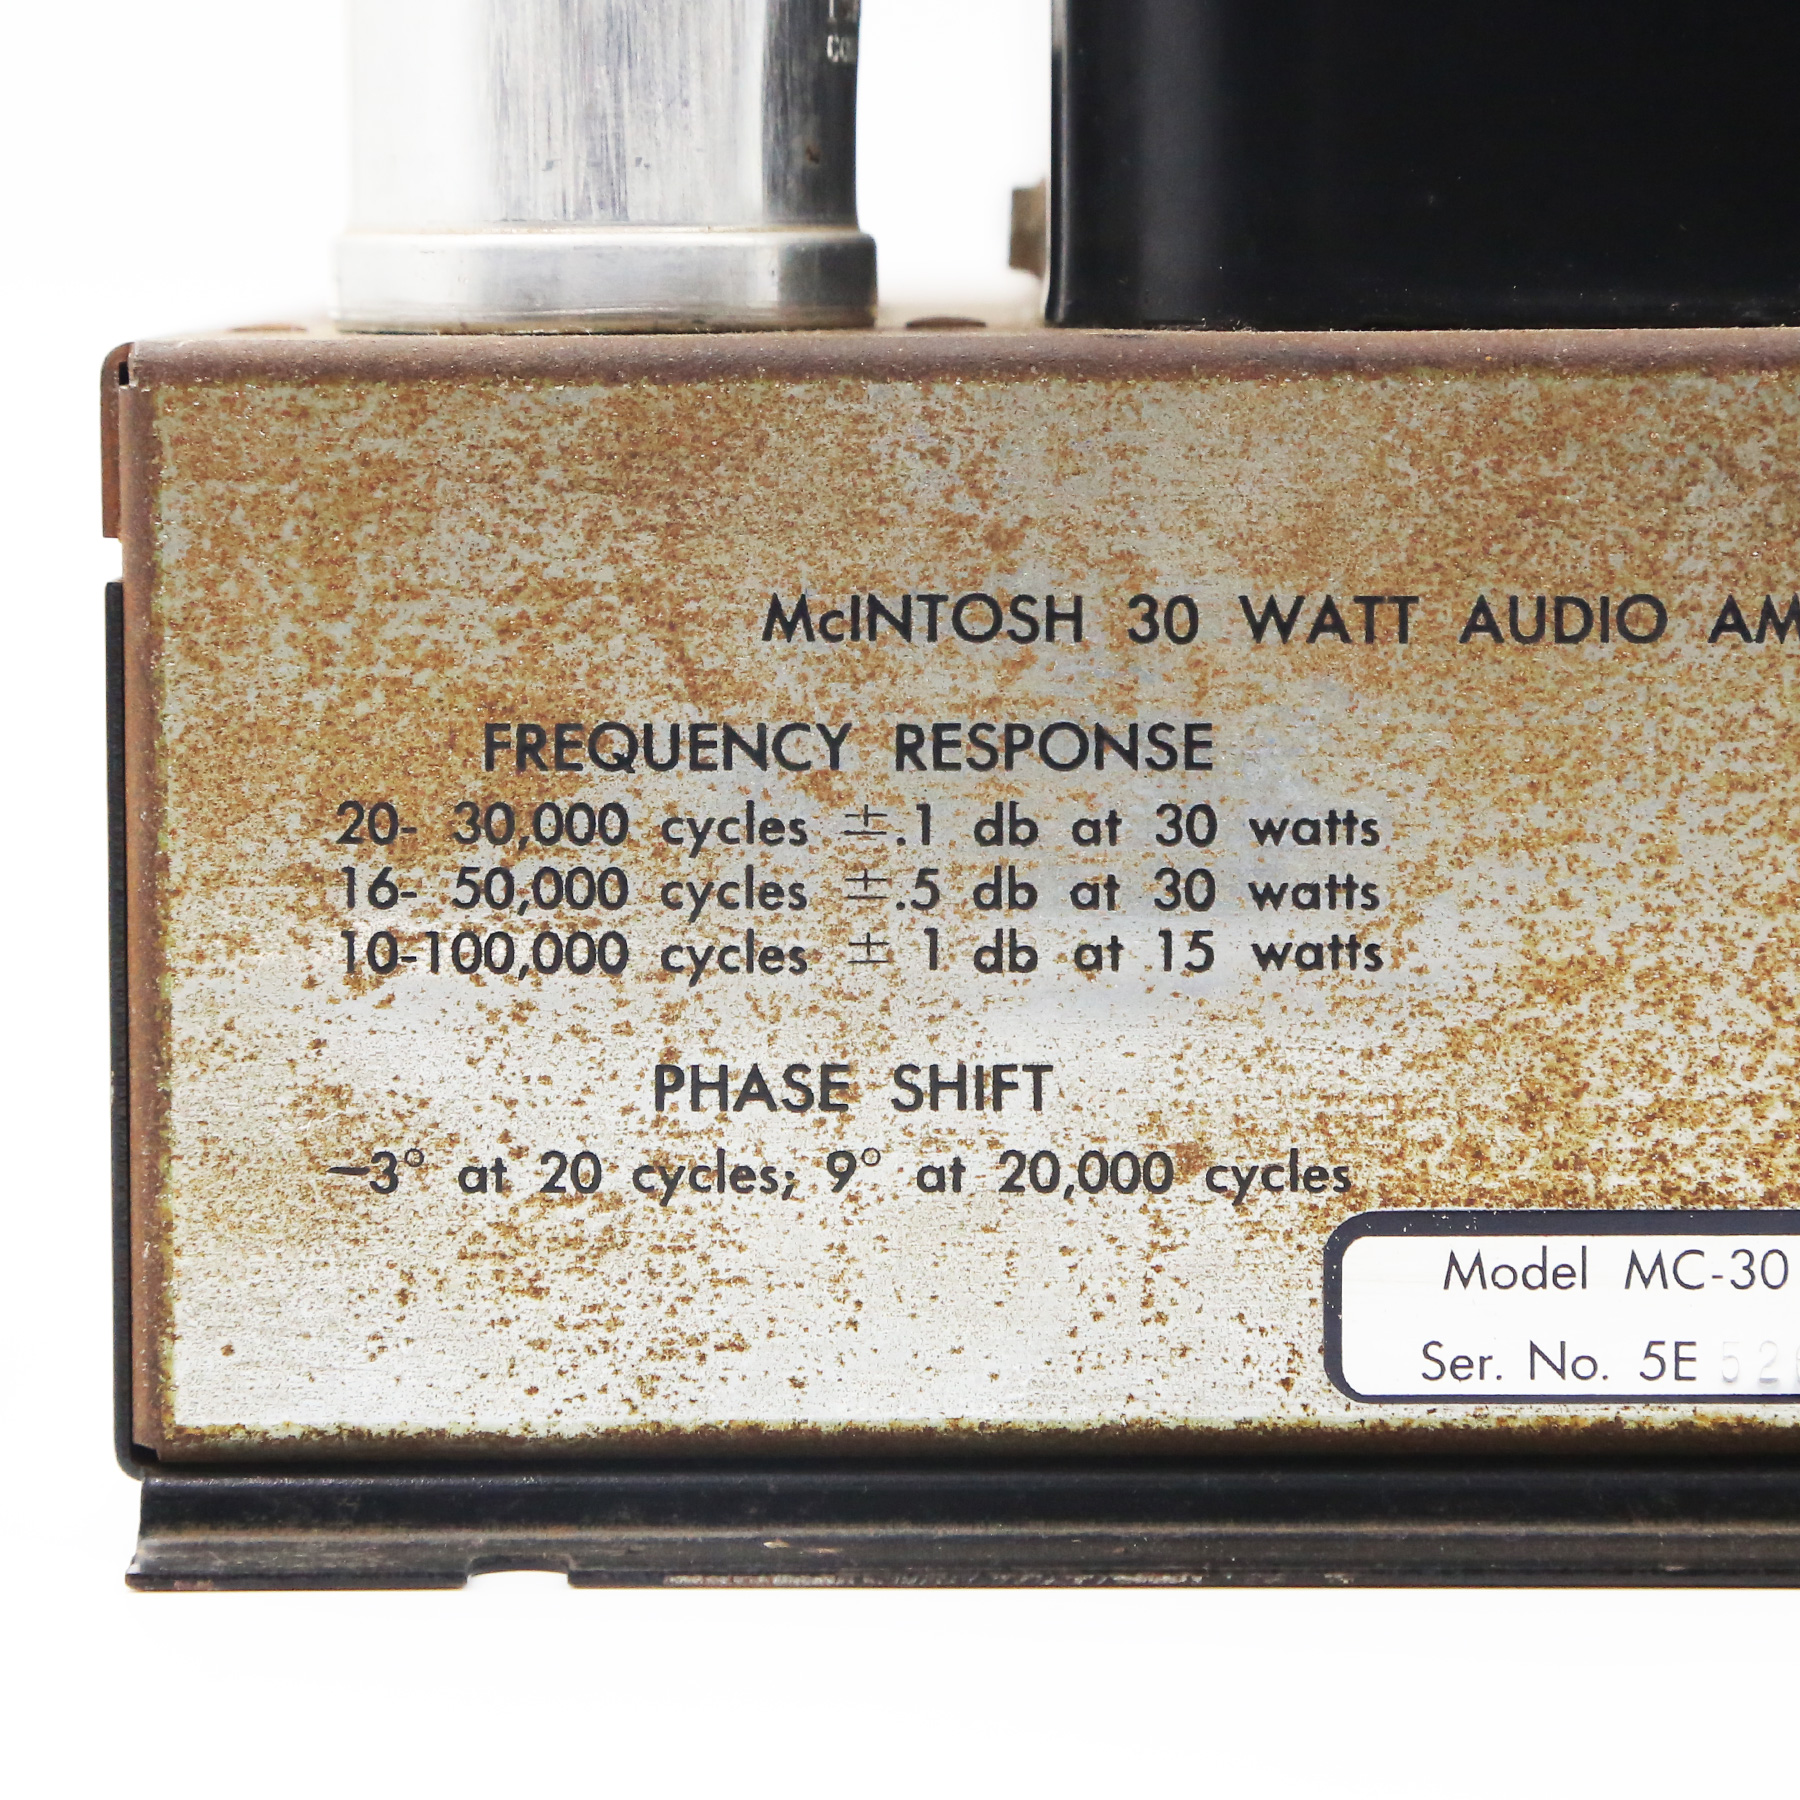 McINTOSH 30 WATT AUDIO
FREQUENCY RESPONSE
20- 30,000 cycles ±.1 db at 30 watts
16- 50,000 cycles ±.5 db at 30 watts
10-100,000 cycles ± 1 db at 15 watts
PHASE SHIFT
—3° at 20 cycles; 9° at 20,000 cycles
Model MC-30
Ser. No. 5E